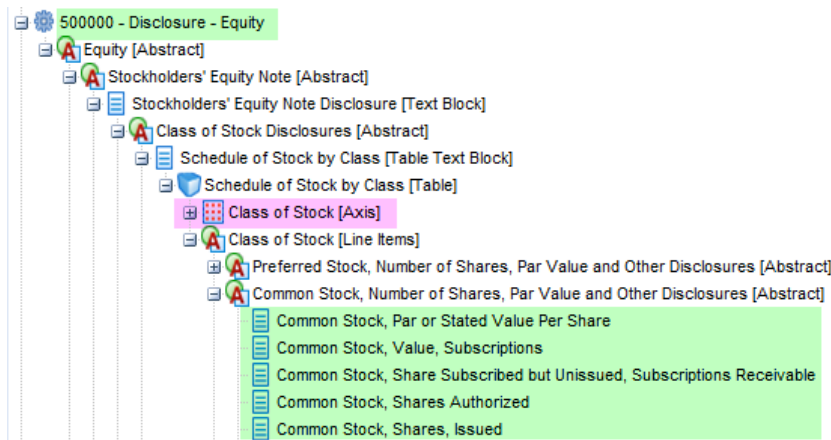 500000 - Disclosure - Equity
Equity [Abstract]
Stockholders' Equity Note [Abstract]
Stockholders' Equity Note Disclosure [Text Block]
Class of Stock Disclosures [Abstract]
Schedule of Stock by Class [Table Text Block]
Schedule of Stock by Class [Table]
Class of Stock [Axis]
Class of Stock [Line Items]
Preferred Stock, Number of Shares, Par Value and Other Disclosures [Abstract]
Common Stock, Number of Shares, Par Value and Other Disclosures [Abstract]
Common Stock, Par or Stated Value Per Share
Common Stock, Value, Subscriptions
Common Stock, Share Subscribed but Unissued, Subscriptions Receivable
Common Stock, Shares Authorized
Common Stock, Shares, Issued